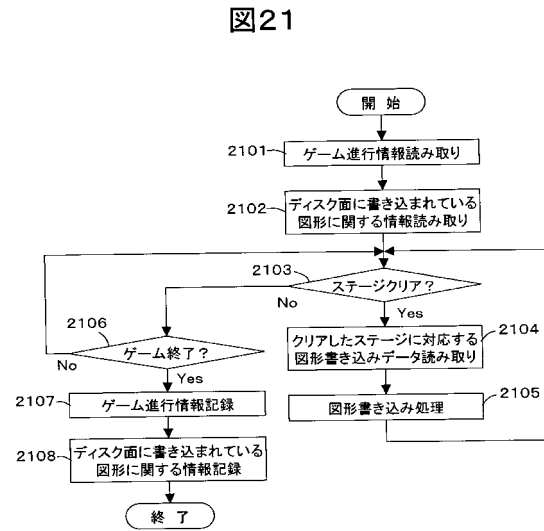 図21
開 始
2101
ゲーム進行情報読み取り
2102
ディスク面に書き込まれている
図形に関する情報読み取り
2103
ステージクリア？
No
Yes
2104
クリアしたステージに対応する
図形書き込みデータ読み取り
2105
図形書き込み処理
2106
ゲーム終了？
No
Yes
2107
ゲーム進行情報記録
2108
ディスク面に書き込まれている
図形に関する情報記録
終 了